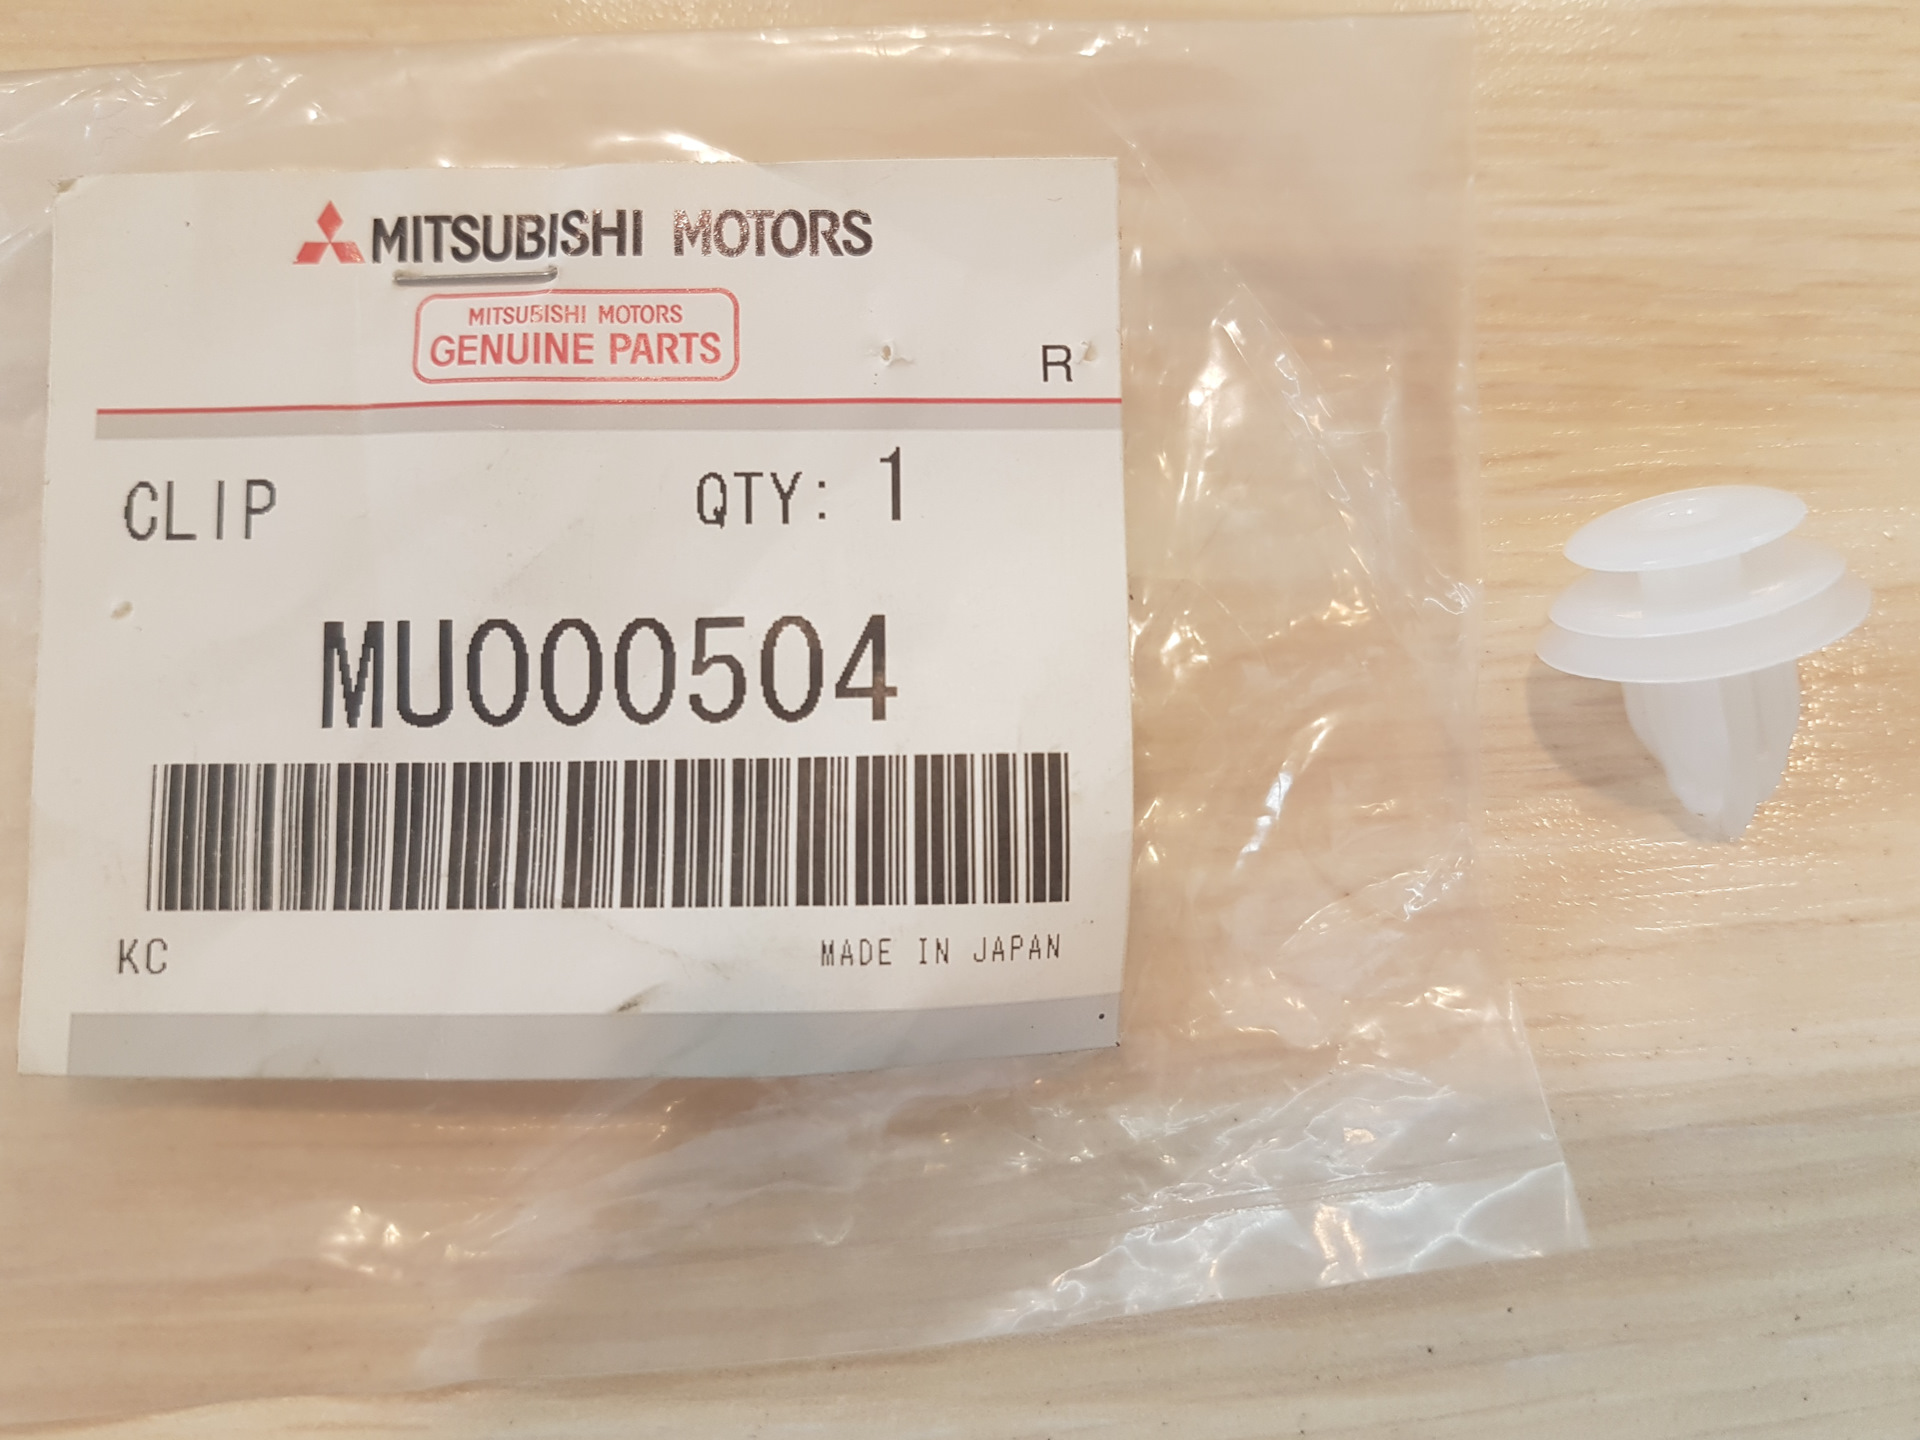 MITSUBISHI MOTORS
MITSUBISHI MOTORS
GENUINE PARTS
R
CLIP QTY: 1
MU000504
KC MADE IN JAPAN